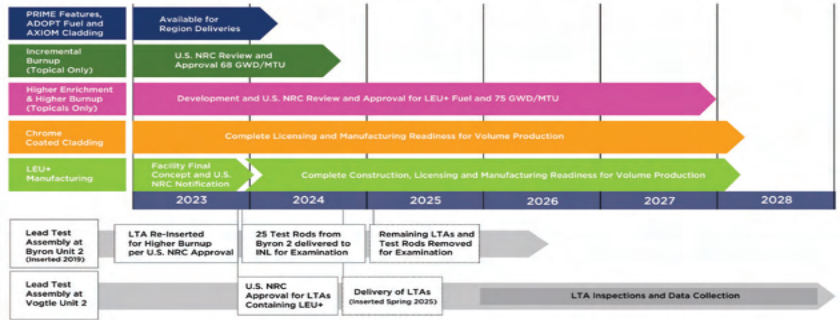 PRIME Features,
ADOPT Fuel and
AXIOM Cladding
Available for
Region Deliveries
Incremental
Burnup
(Topical Only)
U.S. NRC Review and
Approval 68 GWD/MTU
Higher Enrichment
& Higher Burnup
(Topicals Only)
Development and U.S. NRC Review and Approval for LEU+ Fuel and 75 GWD/MTU
Chrome
Coated Cladding
Complete Licensing and Manufacturing Readiness for Volume Production
LEU+
Manufacturing
Facility Final
Concept and U.S.
NRC Notification
Complete Construction, Licensing and Manufacturing Readiness for Volume Production
2023 2024 2025 2026 2027 2028
Lead Test
Assembly at
Byron Unit 2
(Inserted 2019)
LTA Re-Inserted
for Higher Burnup
per U.S. NRC Approval
25 Test Rods from
Byron 2 delivered to
INL for Examination
Remaining LTAs and
Test Rods Removed
for Examination
Lead Test
Assembly at
Vogtle Unit 2
U.S. NRC
Approval for LTAs
Containing LEU+
Delivery of LTAs
(Inserted Spring 2025)
LTA Inspections and Data Collection